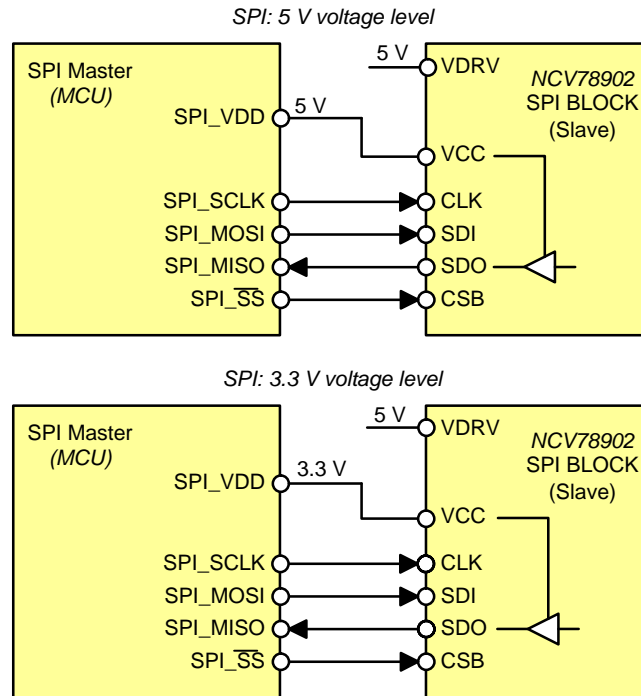 SPI: 5 V voltage level
SPI Master
(MCU)
SPI_VDD
SPI_SCLK
SPI_MOSI
SPI_MISO
SPI_S̅S̅
5 V
5 V
VDRV
NCV78902
SPI BLOCK
(Slave)
VCC
CLK
SDI
SDO
CSB
SPI: 3.3 V voltage level
SPI Master
(MCU)
SPI_VDD
SPI_SCLK
SPI_MOSI
SPI_MISO
SPI_S̅S̅
3.3 V
5 V
VDRV
NCV78902
SPI BLOCK
(Slave)
VCC
CLK
SDI
SDO
CSB